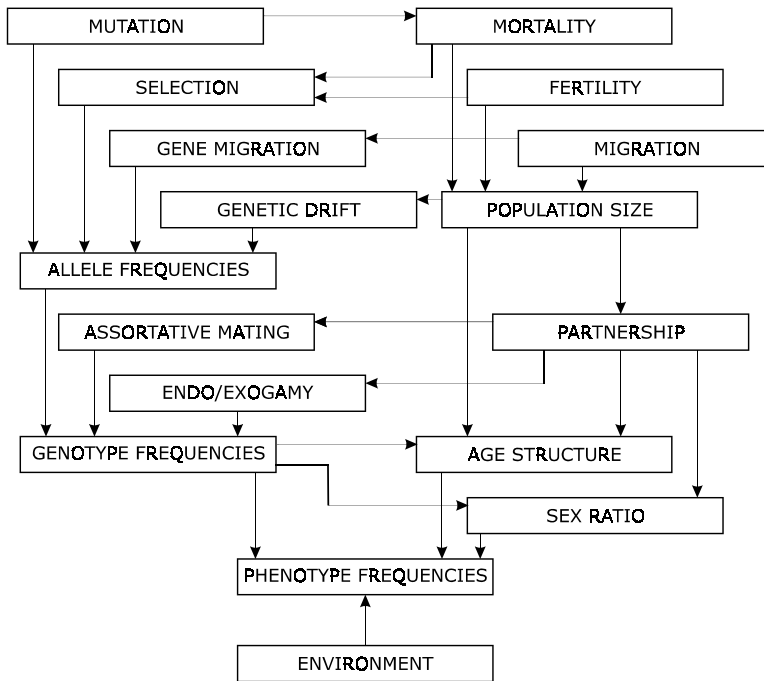 MUTATION
MORTALITY
SELECTION
FERTILITY
GENE MIGRATION
MIGRATION
GENETIC DRIFT
POPULATION SIZE
ALLELE FREQUENCIES
ASSORTATIVE MATING
PARTNERSHIP
ENDO/EXOGAMY
GENOTYPE FREQUENCIES
AGE STRUCTURE
SEX RATIO
PHENOTYPE FREQUENCIES
ENVIRONMENT